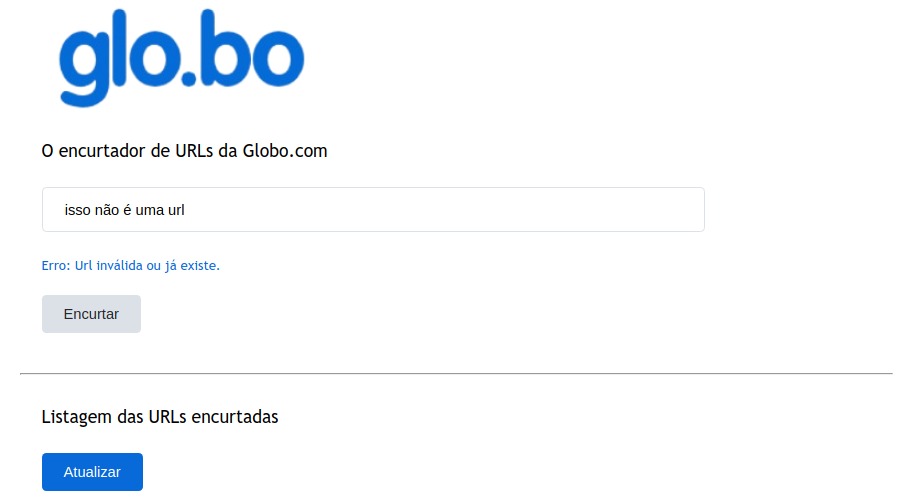 glo.bo
O encurtador de URLs da Globo.com
isso não é uma url
Erro: Url inválida ou já existe.
Encurtar
Listagem das URLs encurtadas
Atualizar